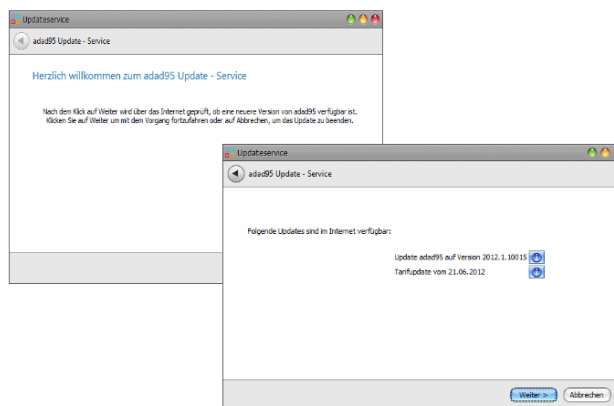 Updateservice
adad95 Update - Service
Herzlich willkommen zum adad95 Update - Service
Nach dem Klick auf Weiter wird über das Internet geprüft, ob eine neuere Version von adad95 verfügbar ist.
Klicken Sie auf Weiter um mit dem Vorgang fortzufahren oder auf Abbrechen, um das Update zu beenden.
Updateservice
adad95 Update - Service
Folgende Updates sind im Internet verfügbar:
Update adad95 auf Version 2012.1.10015
Tarifupdate vom 21.06.2012
Weiter >
Abbrechen